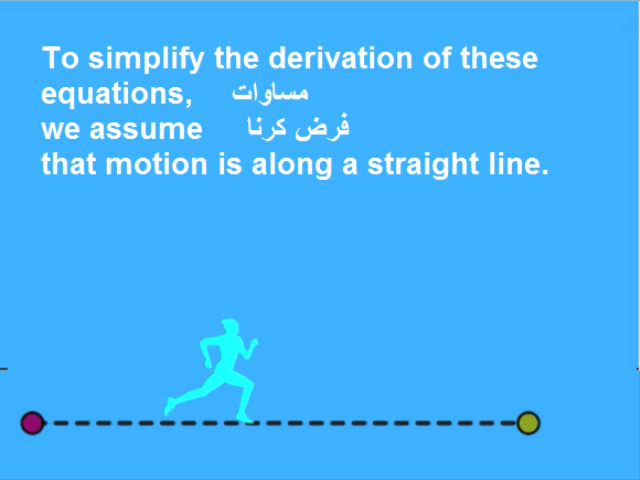 To simplify the derivation of these
equations, مساوات
we assume فرض کرنا
that motion is along a straight line.